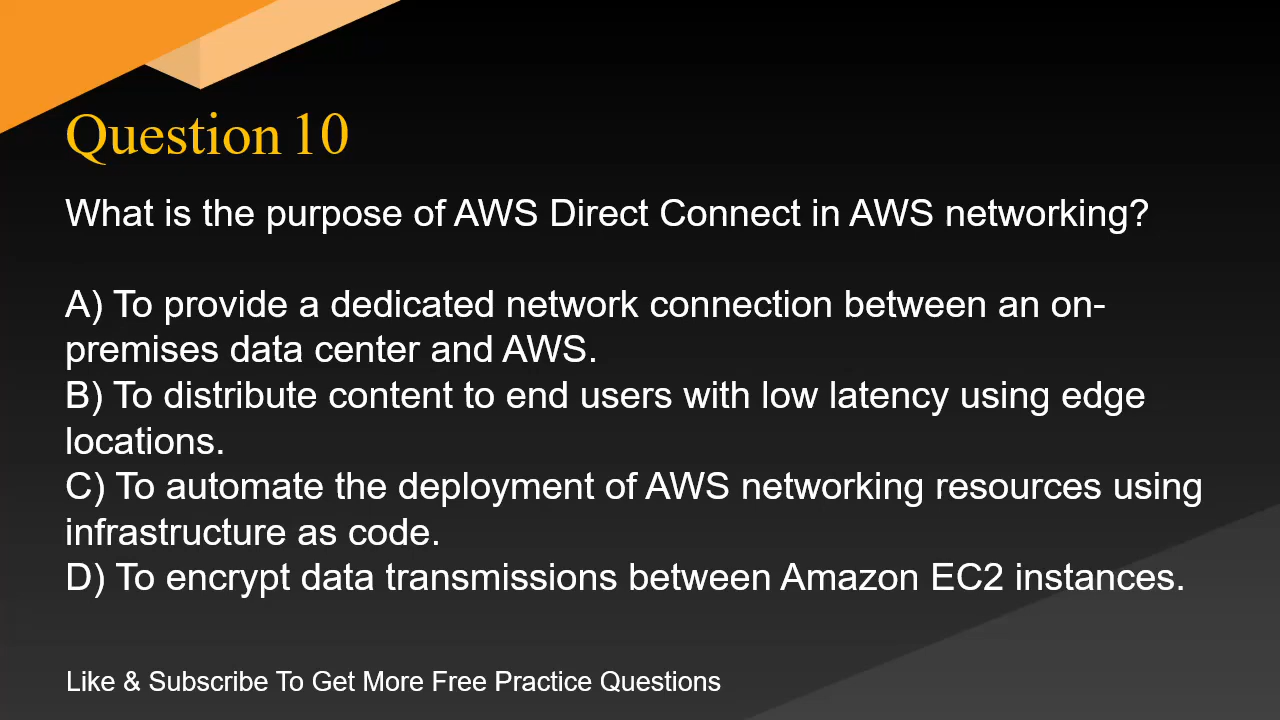 Question 10
What is the purpose of AWS Direct Connect in AWS networking?
A) To provide a dedicated network connection between an on-
premises data center and AWS.
B) To distribute content to end users with low latency using edge
locations.
C) To automate the deployment of AWS networking resources using
infrastructure as code.
D) To encrypt data transmissions between Amazon EC2 instances.
Like & Subscribe To Get More Free Practice Questions